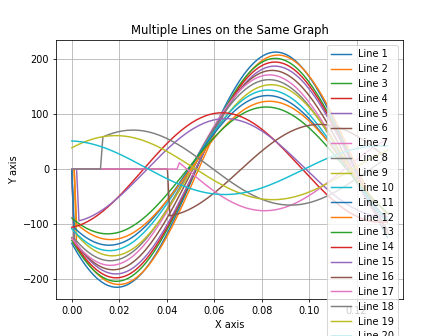 Multiple Lines on the Same Graph
Y axis
200
100
0
−100
−200
0.00
0.02
0.04
0.06
0.08
0.10
X axis
Line 1
Line 2
Line 3
Line 4
Line 5
Line 6
Line 7
Line 8
Line 9
Line 10
Line 11
Line 12
Line 13
Line 14
Line 15
Line 16
Line 17
Line 18
Line 19
Line 20